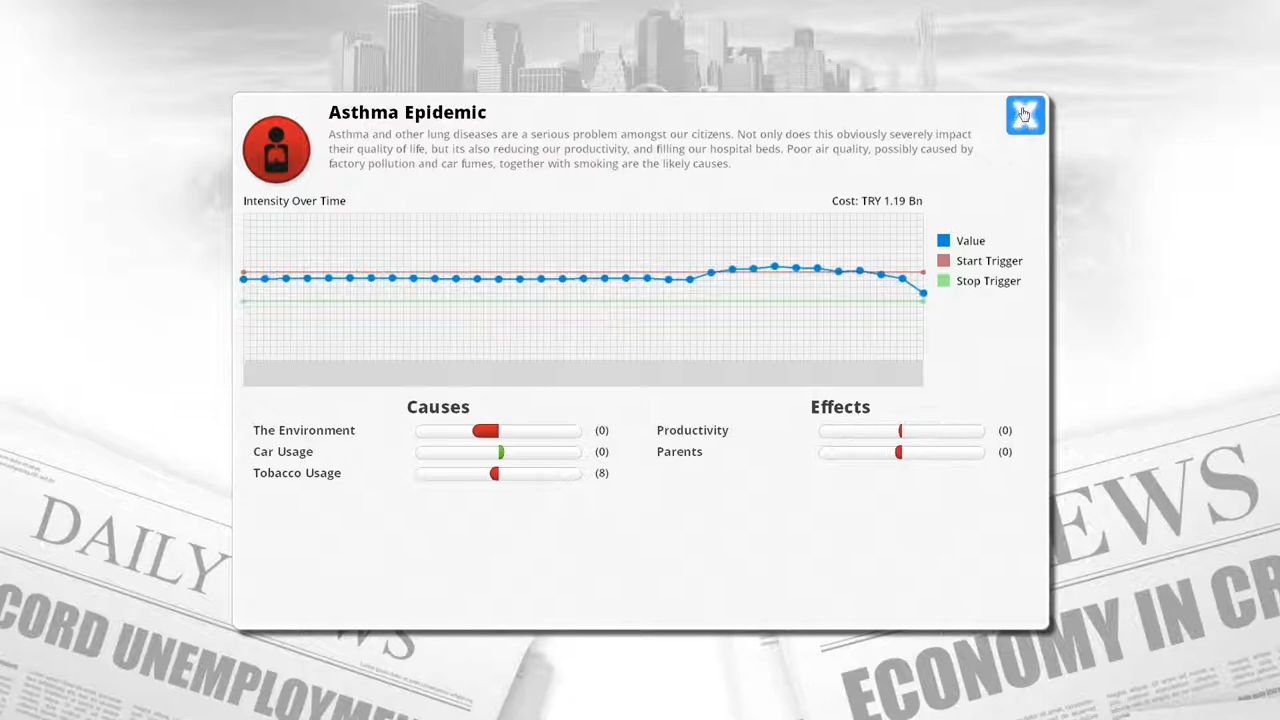 Asthma Epidemic
Asthma and other lung diseases are a serious problem amongst our citizens. Not only does this obviously severely impact
their quality of life, but its also reducing our productivity, and filling our hospital beds. Poor air quality, possibly caused by
factory pollution and car fumes, together with smoking are the likely causes.
Intensity Over Time
Cost: TRY 1.19 Bn
Value
Start Trigger
Stop Trigger
Causes
The Environment (0)
Car Usage (0)
Tobacco Usage (8)
Effects
Productivity (0)
Parents (0)
DAILY
NEWS
CORD UNEMPLOYM
EWS
ECONOMY IN CR